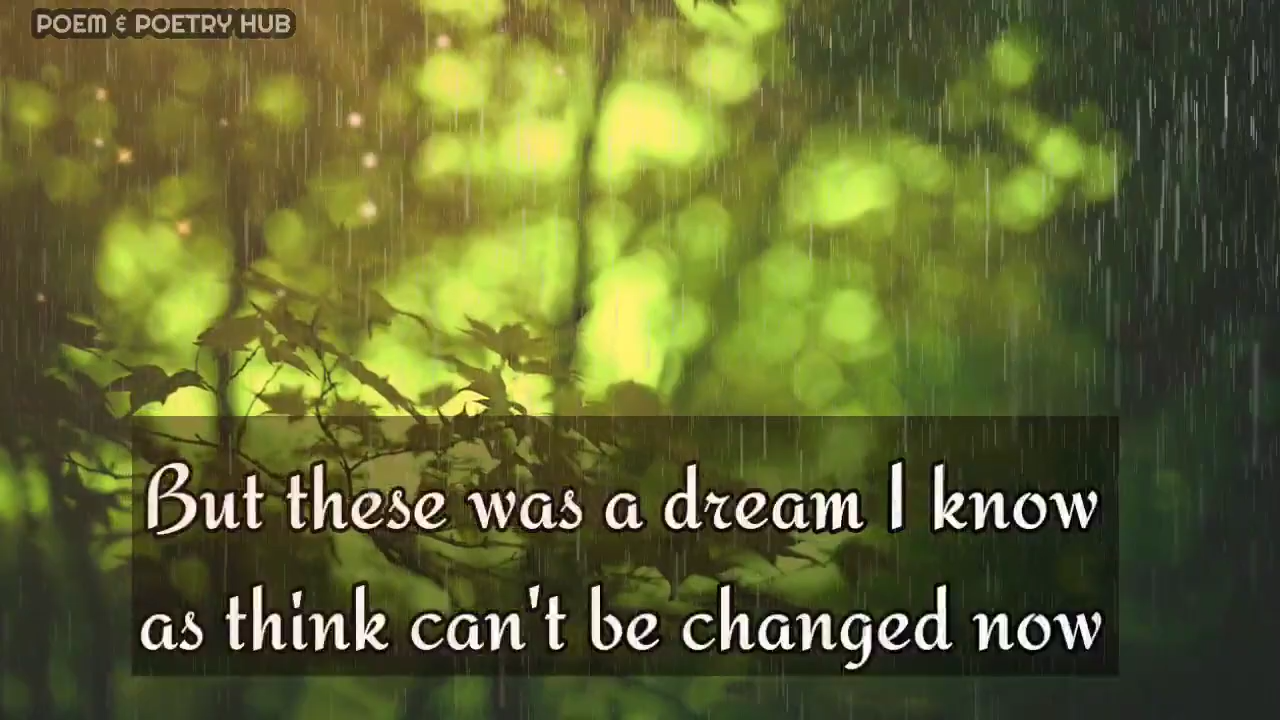 POEM & POETRY HUB
But these was a dream I know
as think can't be changed now